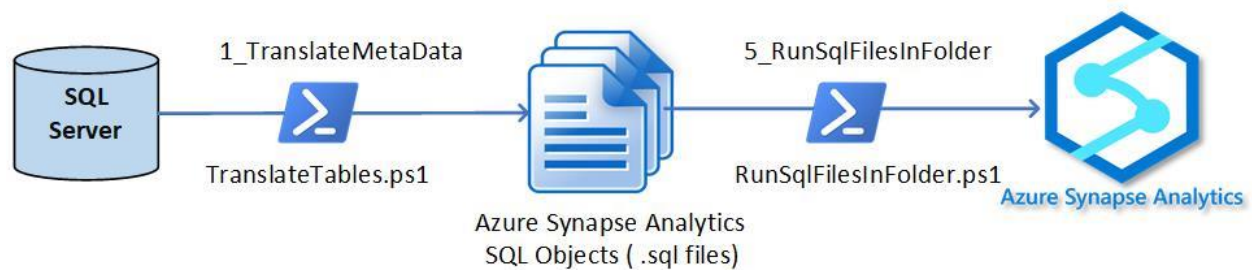 SQL
Server
1_TranslateMetaData
TranslateTables.ps1
Azure Synapse Analytics
SQL Objects ( .sql files)
5_RunSqlFilesInFolder
RunSqlFilesInFolder.ps1
Azure Synapse Analytics